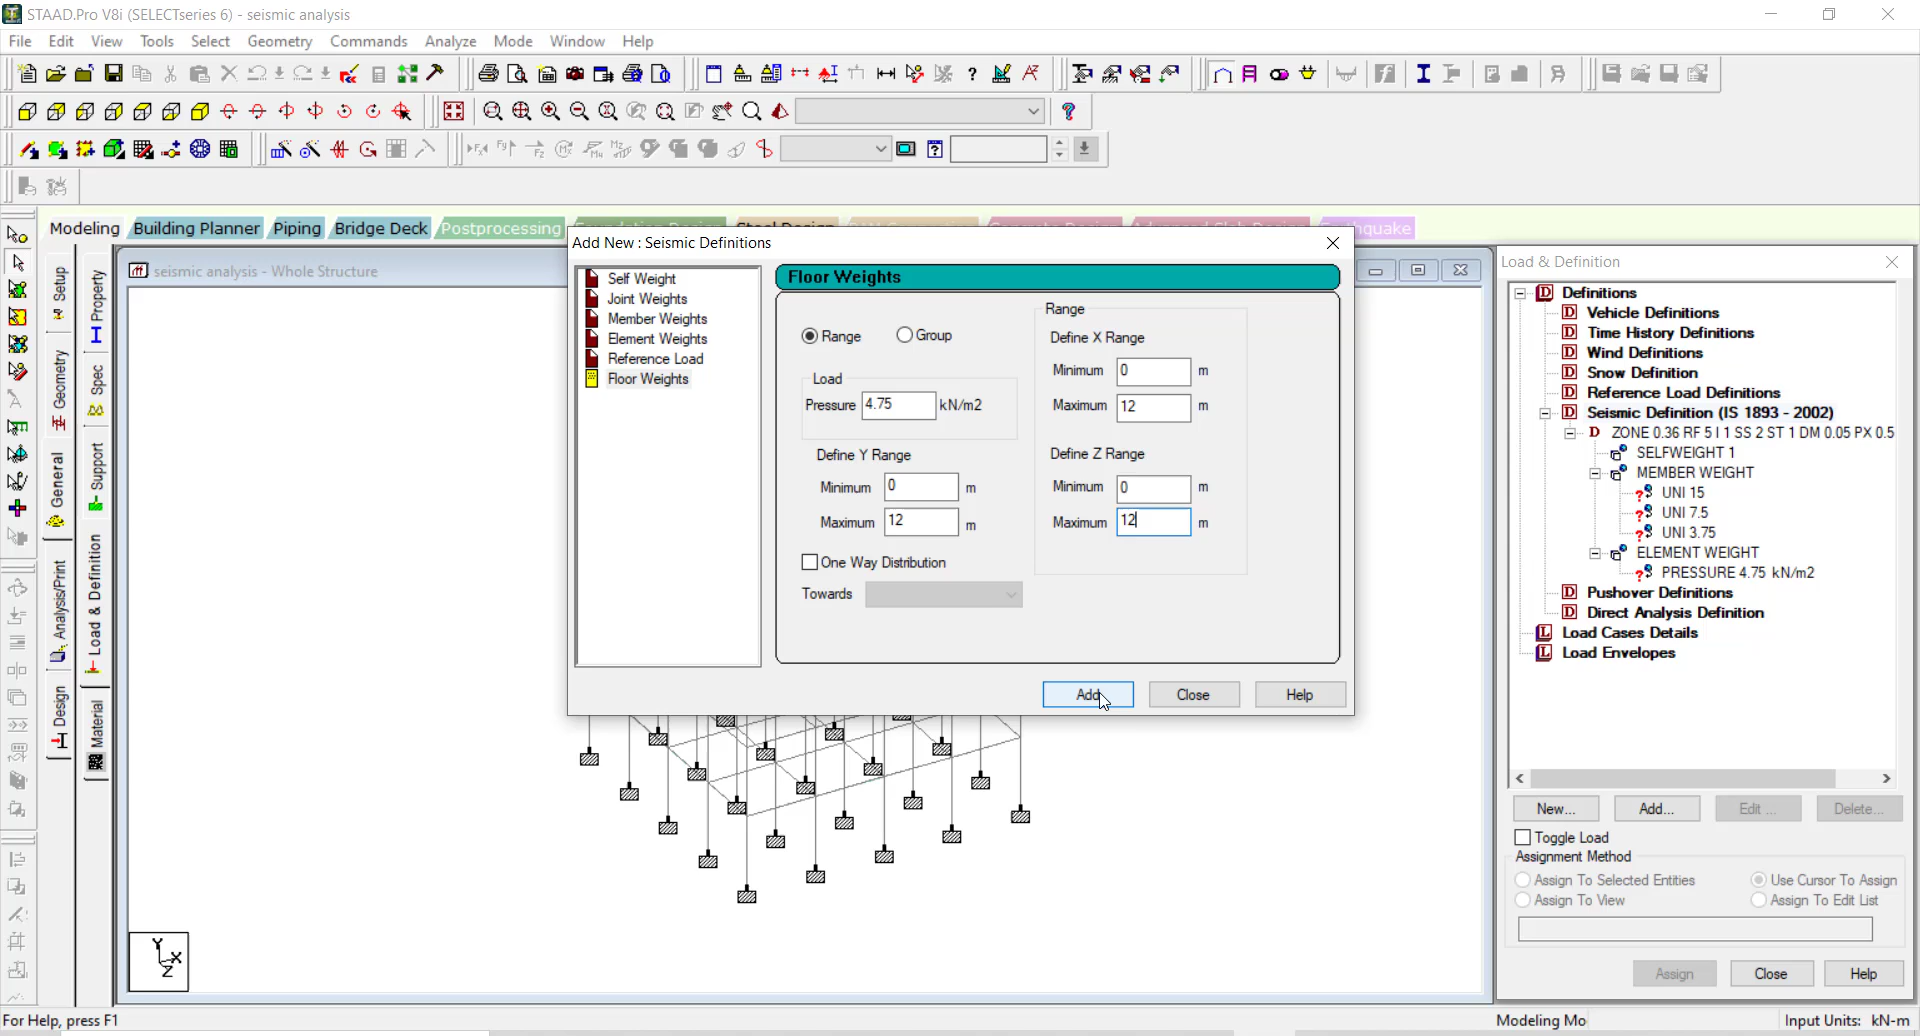 STAAD.Pro V8i (SELECTseries 6) - seismic analysis
File Edit View Tools Select Geometry Commands Analyze Mode Window Help
Modeling Building Planner Piping Bridge Deck Postprocessing
seismic analysis - Whole Structure
Setup
Geometry
General
Analysis/Print
Design
Property
Spec
Support
Load & Definition
Material
Add New : Seismic Definitions
Self Weight
Joint Weights
Member Weights
Element Weights
Reference Load
Floor Weights
Floor Weights
Range Group
Load
Pressure 4.75 kN/m2
Define Y Range
Minimum 0 m
Maximum 12 m
One Way Distribution
Towards
Range
Define X Range
Minimum 0 m
Maximum 12 m
Define Z Range
Minimum 0 m
Maximum 12 m
Add Close Help
Load & Definition
Definitions
Vehicle Definitions
Time History Definitions
Wind Definitions
Snow Definition
Reference Load Definitions
Seismic Definition (IS 1893 - 2002)
ZONE 0.36 RF 5 I 1 SS 2 ST 1 DM 0.05 PX 0.5
SELFWEIGHT 1
MEMBER WEIGHT
UNI 15
UNI 7.5
UNI 3.75
ELEMENT WEIGHT
PRESSURE 4.75 kN/m2
Pushover Definitions
Direct Analysis Definition
Load Cases Details
Load Envelopes
New... Add... Edit ... Delete...
Toggle Load
Assignment Method
Assign To Selected Entities Use Cursor To Assign
Assign To View Assign To Edit List
Assign Close Help
Y
X
Z
For Help, press F1 Modeling Mo Input Units: kN-m